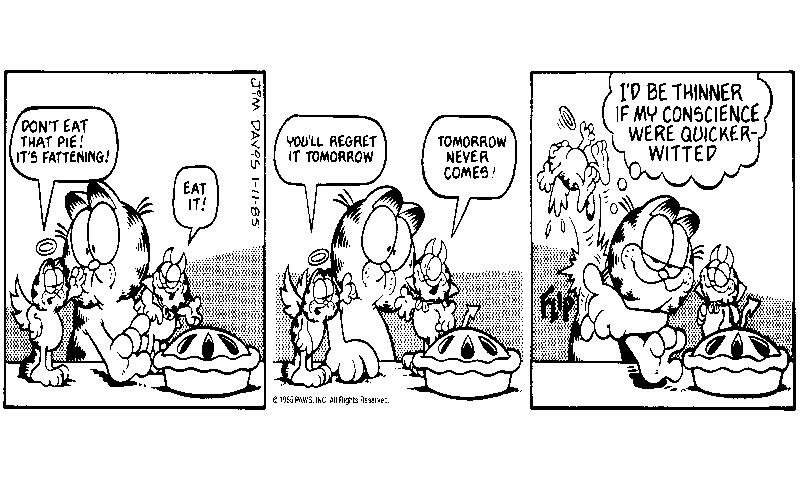 DON'T EAT
THAT PIE!
IT'S FATTENING!
EAT
IT!
JIM DAVIS 1-11-85
YOU'LL REGRET
IT TOMORROW
TOMORROW
NEVER
COMES!
© 1985 PAWS, INC. All Rights Reserved.
I'D BE THINNER
IF MY CONSCIENCE
WERE QUICKER-
WITTED
FLIP